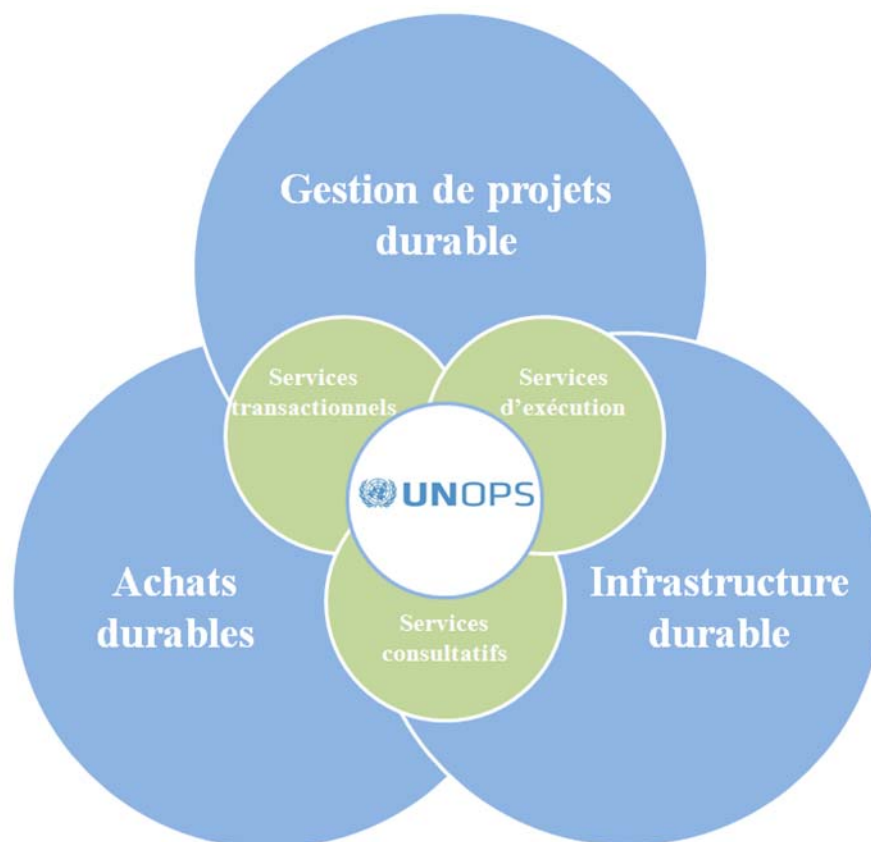 Gestion de projets
durable
Services
transactionnels
Services
d’exécution
UNOPS
Achats
durables
Infrastructure
durable
Services
consultatifs